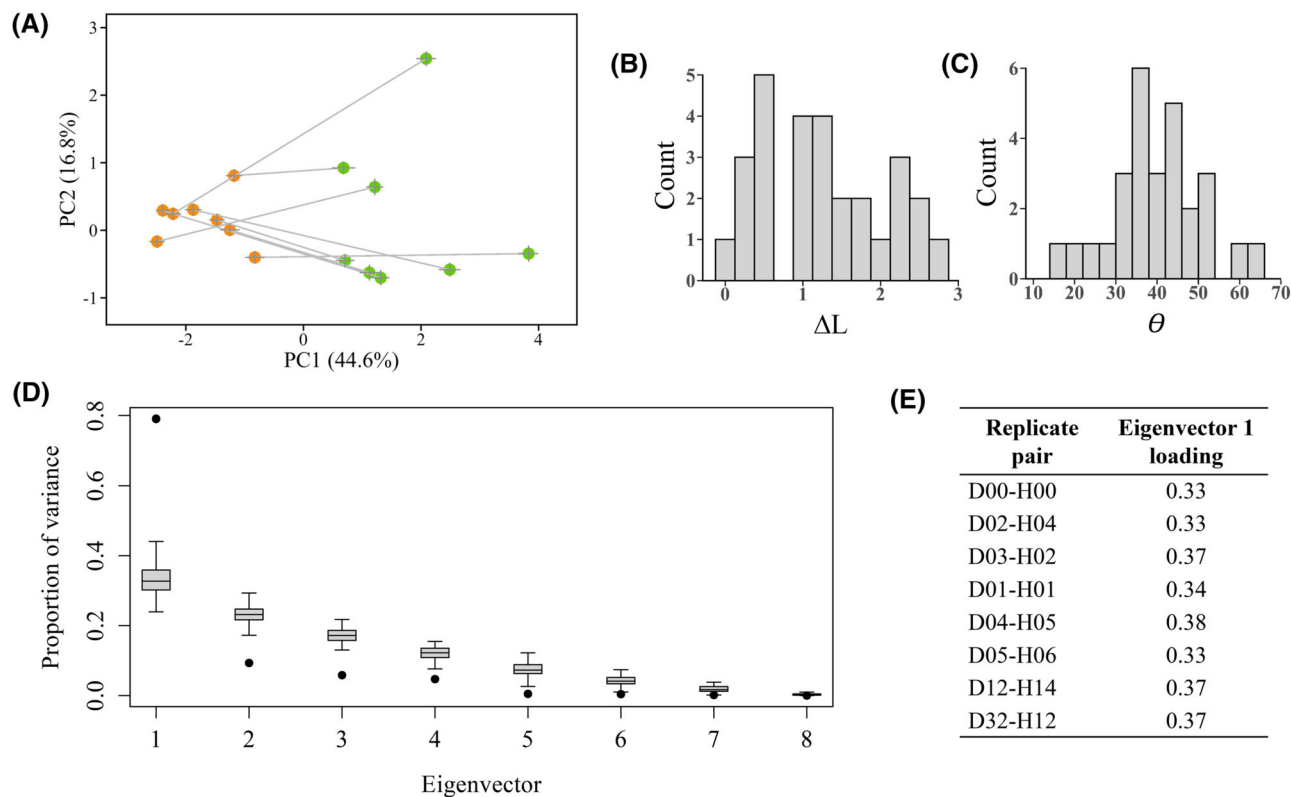 (A)
3
2
1
0
-1
PC2 (16.8%)
-2 0 2 4
PC1 (44.6%)
(B)
5
4
3
2
1
0
Count
0 1 2 3
ΔL
(C)
6
4
2
0
Count
10 20 30 40 50 60 70
θ
(D)
0.8
0.6
0.4
0.2
0.0
Proportion of variance
1 2 3 4 5 6 7 8
Eigenvector
(E)
Replicate pair Eigenvector 1 loading
D00-H00 0.33
D02-H04 0.33
D03-H02 0.37
D01-H01 0.34
D04-H05 0.38
D05-H06 0.33
D12-H14 0.37
D32-H12 0.37